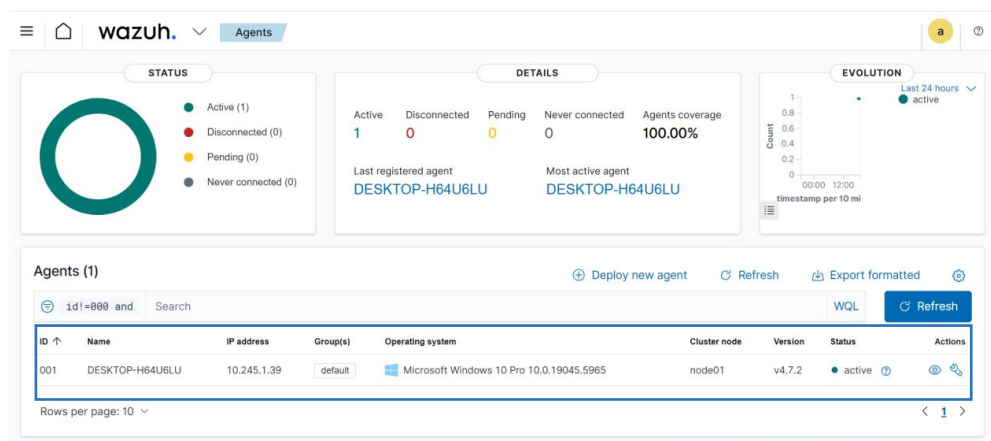 wazuh. Agents a
STATUS
Active (1)
Disconnected (0)
Pending (0)
Never connected (0)
DETAILS
Active Disconnected Pending Never connected Agents coverage
1 0 0 0 100.00%
Last registered agent Most active agent
DESKTOP-H64U6LU DESKTOP-H64U6LU
EVOLUTION
Last 24 hours
active
1
0.8
0.6
0.4
0.2
0
Count
00:00 12:00
timestamp per 10 mi
Agents (1) Deploy new agent Refresh Export formatted
id!=000 and Search WQL Refresh
ID Name IP address Group(s) Operating system Cluster node Version Status Actions
001 DESKTOP-H64U6LU 10.245.1.39 default Microsoft Windows 10 Pro 10.0.19045.5965 node01 v4.7.2 active
Rows per page: 10 1